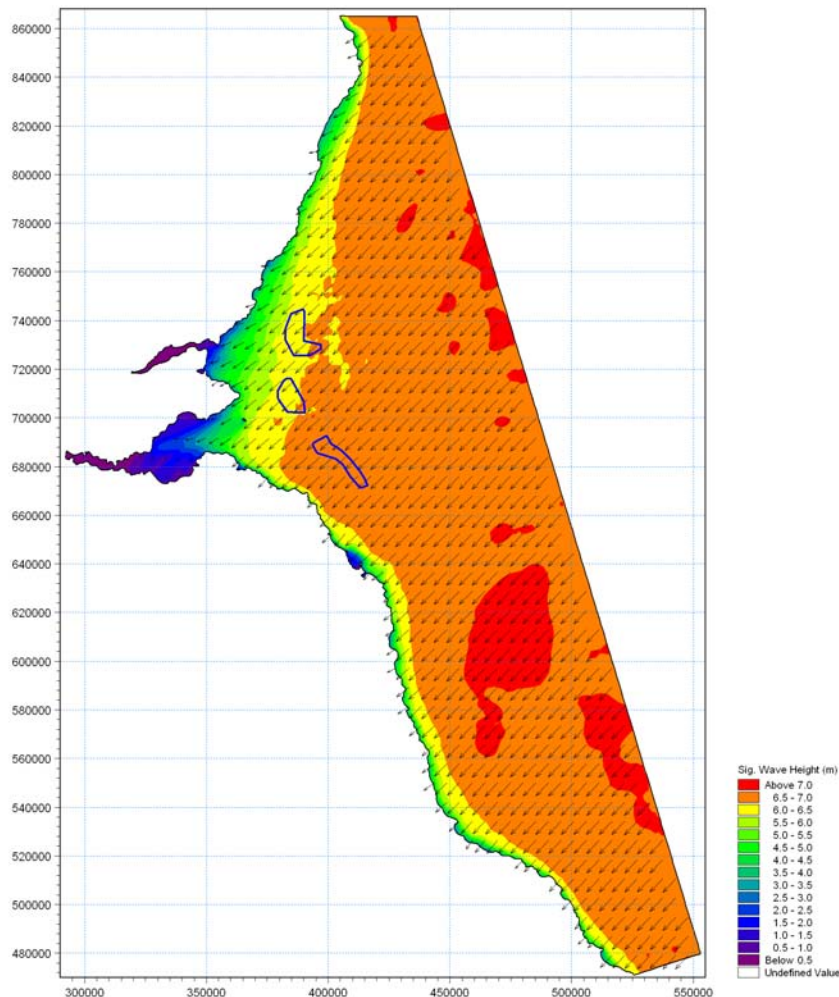 860000
840000
820000
800000
780000
760000
740000
720000
700000
680000
660000
640000
620000
600000
580000
560000
540000
520000
500000
480000
300000 350000 400000 450000 500000 550000
Sig. Wave Height (m)
Above 7.0
6.5 - 7.0
6.0 - 6.5
5.5 - 6.0
5.0 - 5.5
4.5 - 5.0
4.0 - 4.5
3.5 - 4.0
3.0 - 3.5
2.5 - 3.0
2.0 - 2.5
1.5 - 2.0
1.0 - 1.5
0.5 - 1.0
Below 0.5
Undefined Value